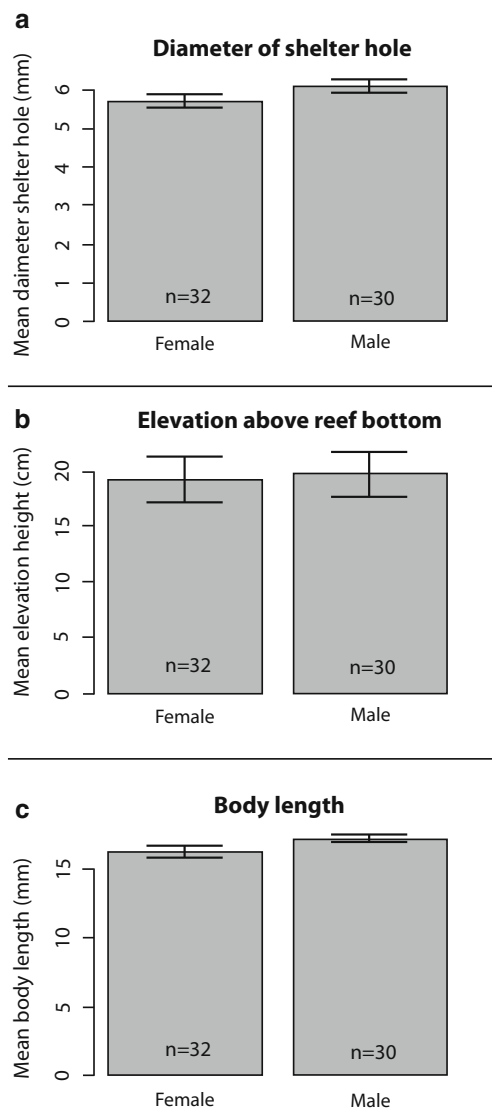 a
Diameter of shelter hole
Mean daimeter shelter hole (mm)
6
5
4
3
2
1
0
n=32
n=30
Female
Male
b
Elevation above reef bottom
Mean elevation height (cm)
20
15
10
5
0
n=32
n=30
Female
Male
c
Body length
Mean body length (mm)
15
10
5
0
n=32
n=30
Female
Male